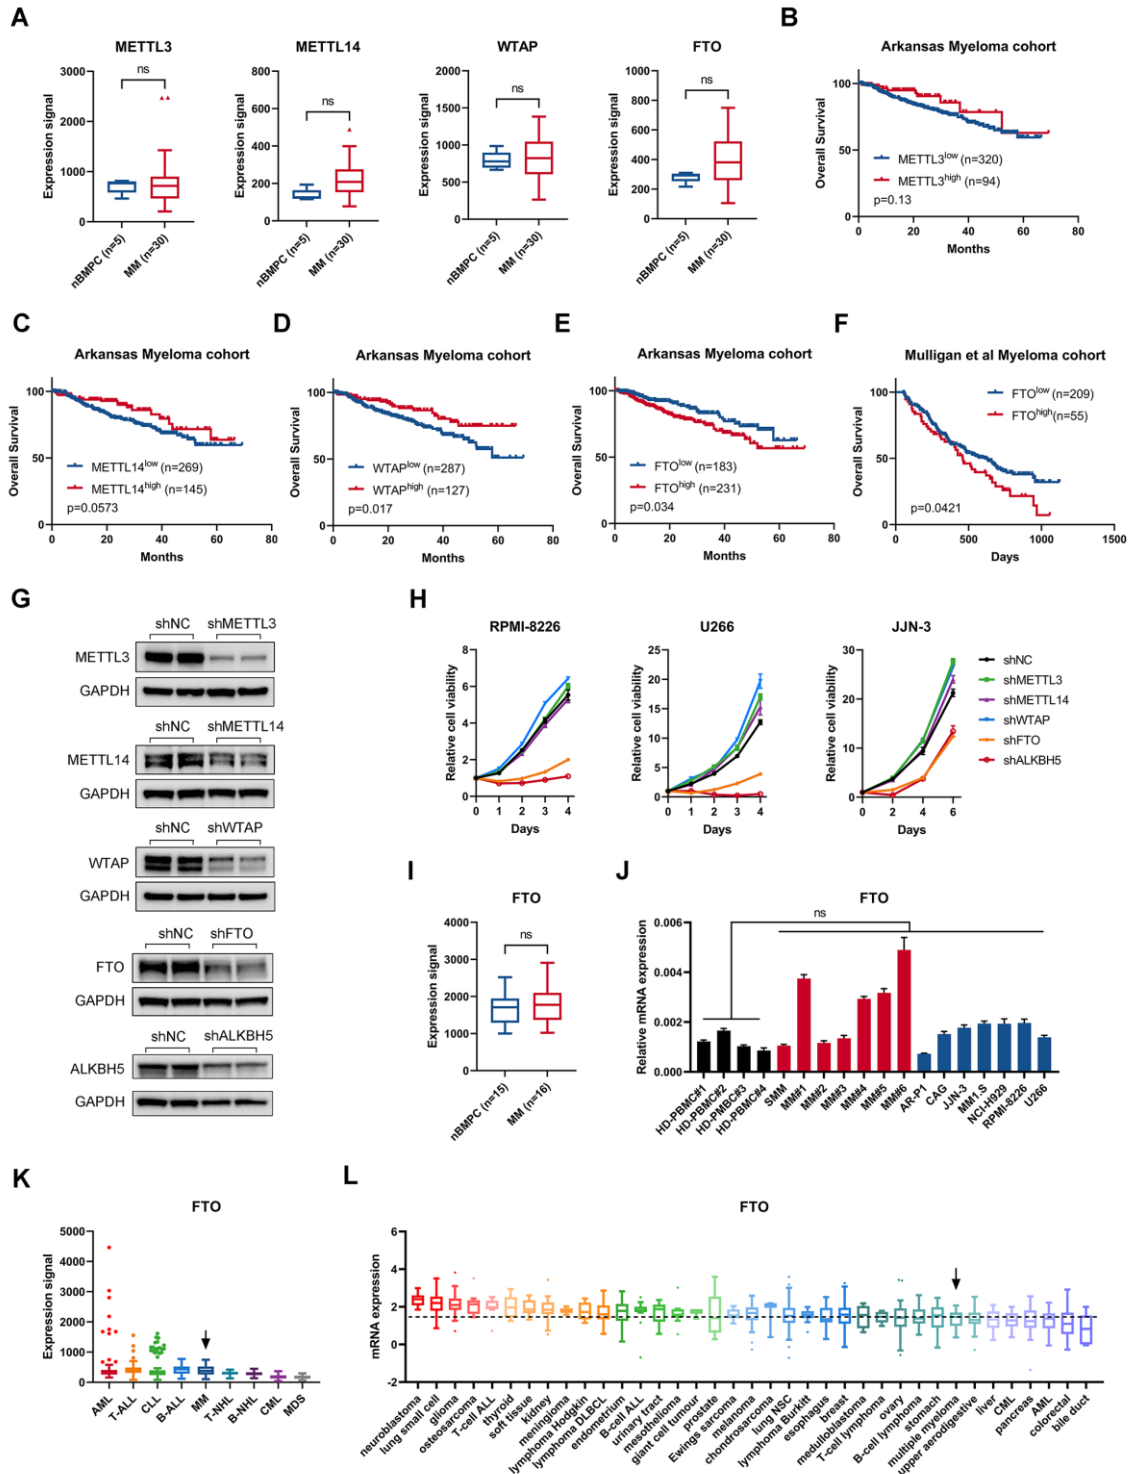 A
METTL3
Expression signal
3000
2000
1000
0
ns
nBMPC (n=5)
MM (n=30)
METTL14
Expression signal
800
600
400
200
0
ns
nBMPC (n=5)
MM (n=30)
WTAP
Expression signal
2000
1500
1000
500
0
ns
nBMPC (n=5)
MM (n=30)
FTO
Expression signal
1000
800
600
400
200
0
ns
nBMPC (n=5)
MM (n=30)
B
Arkansas Myeloma cohort
Overall Survival
100
50
0
METTL3low (n=320)
METTL3high (n=94)
p=0.13
0 20 40 60 80
Months
C
Arkansas Myeloma cohort
Overall Survival
100
50
0
METTL14low (n=269)
METTL14high (n=145)
p=0.0573
0 20 40 60 80
Months
D
Arkansas Myeloma cohort
Overall Survival
100
50
0
WTAPlow (n=287)
WTAPhigh (n=127)
p=0.017
0 20 40 60 80
Months
E
Arkansas Myeloma cohort
Overall Survival
100
50
0
FTOlow (n=183)
FTOhigh (n=231)
p=0.034
0 20 40 60 80
Months
F
Mulligan et al Myeloma cohort
Overall Survival
100
50
0
FTOlow (n=209)
FTOhigh (n=55)
p=0.0421
0 500 1000 1500
Days
G
shNC shMETTL3
METTL3
GAPDH
shNC shMETTL14
METTL14
GAPDH
shNC shWTAP
WTAP
GAPDH
shNC shFTO
FTO
GAPDH
shNC shALKBH5
ALKBH5
GAPDH
H
RPMI-8226
Relative cell viability
8
6
4
2
0
0 1 2 3 4
Days
U266
Relative cell viability
25
20
15
10
5
0
0 1 2 3 4
Days
JJN-3
Relative cell viability
30
20
10
0
0 2 4 6
Days
shNC
shMETTL3
shMETTL14
shWTAP
shFTO
shALKBH5
I
FTO
Expression signal
4000
3000
2000
1000
0
ns
nBMPC (n=15)
MM (n=16)
J
FTO
Relative mRNA expression
0.006
0.004
0.002
0.000
ns
HD-PBMC#1
HD-PBMC#2
HD-PMBC#3
HD-PBMC#4
SMM
MM#1
MM#2
MM#3
MM#4
MM#5
MM#6
AR-P1
CAG
JJN-3
MM1.S
NCI-H929
RPMI-8226
U266
K
FTO
Expression signal
5000
4000
3000
2000
1000
0
AML
T-ALL
CLL
B-ALL
MM
T-NHL
B-NHL
CML
MDS
L
FTO
mRNA expression
6
4
2
0
-2
neuroblastoma
lung small cell
glioma
osteosarcoma
T-cell ALL
thyroid
soft tissue
kidney
meningioma
lymphoma Hodgkin
lymphoma DLBCL
endometrium
B-cell ALL
urinary tract
mesothelioma
giant cell tumour
prostate
Ewings sarcoma
melanoma
chondrosarcoma
lung NSC
lymphoma Burkitt
esophagus
breast
medulloblastoma
T-cell lymphoma
ovary
B-cell lymphoma
stomach
multiple myeloma
upper aerodigestive
liver
CML
pancreas
AML
colorectal
bile duct